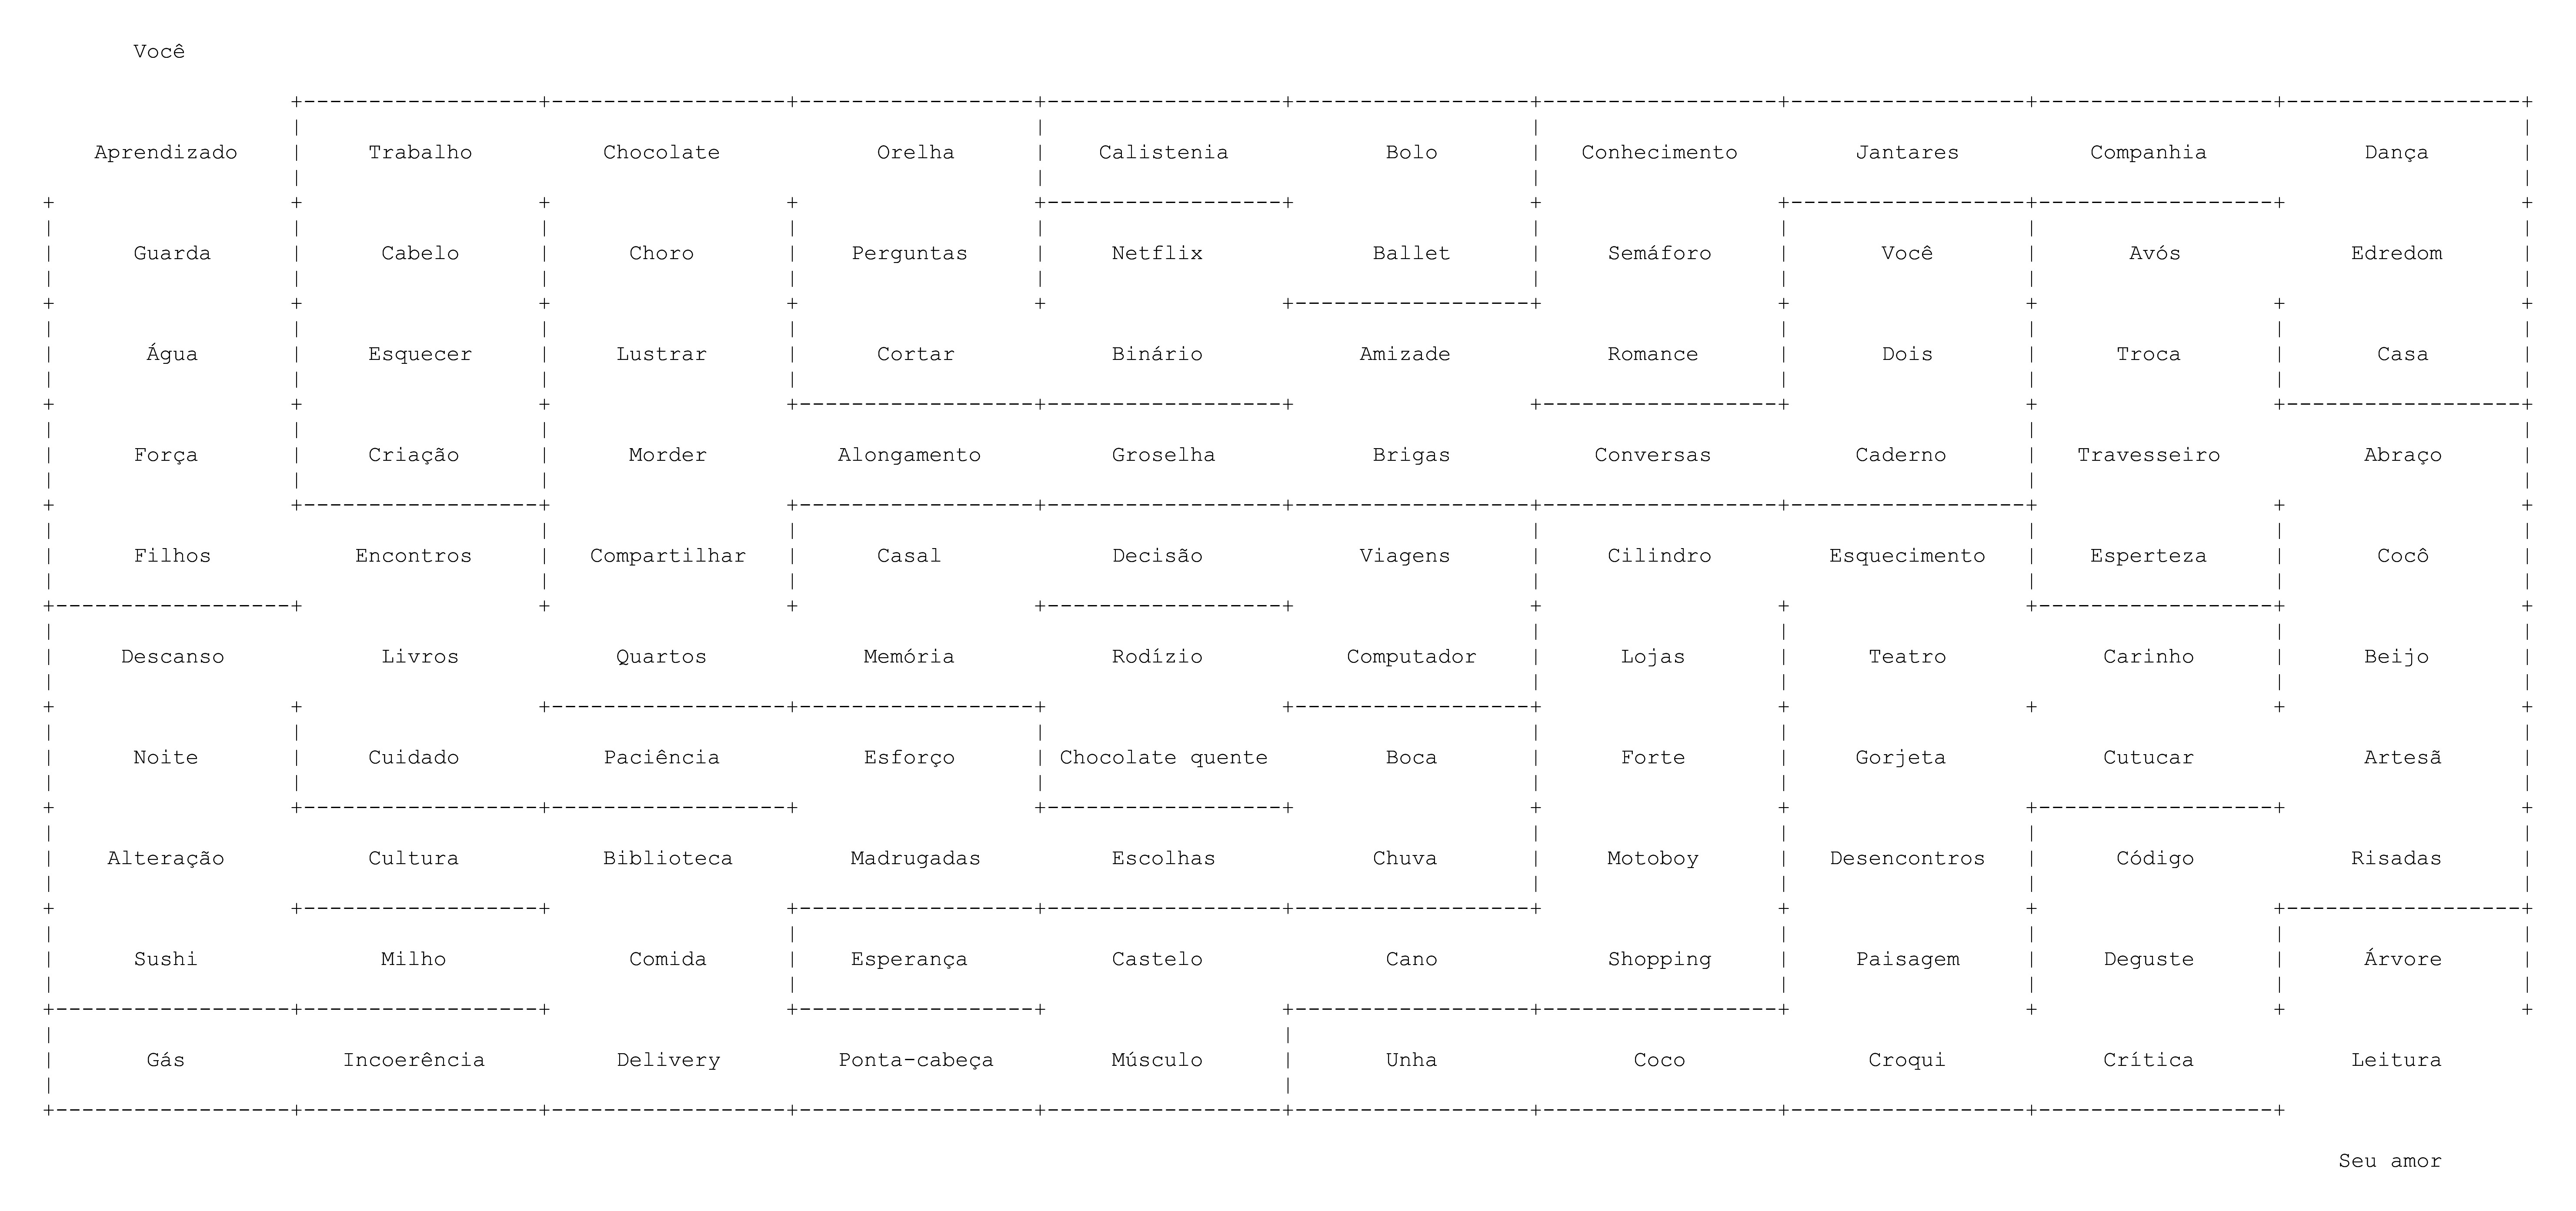 Você
Aprendizado Trabalho Chocolate Orelha Calistenia Bolo Conhecimento Jantares Companhia Dança
Guarda Cabelo Choro Perguntas Netflix Ballet Semáforo Você Avós Edredom
Água Esquecer Lustrar Cortar Binário Amizade Romance Dois Troca Casa
Força Criação Morder Alongamento Groselha Brigas Conversas Caderno Travesseiro Abraço
Filhos Encontros Compartilhar Casal Decisão Viagens Cilindro Esquecimento Esperteza Cocô
Descanso Livros Quartos Memória Rodízio Computador Lojas Teatro Carinho Beijo
Noite Cuidado Paciência Esforço Chocolate quente Boca Forte Gorjeta Cutucar Artesã
Alteração Cultura Biblioteca Madrugadas Escolhas Chuva Motoboy Desencontros Código Risadas
Sushi Milho Comida Esperança Castelo Cano Shopping Paisagem Deguste Árvore
Gás Incoerência Delivery Ponta-cabeça Músculo Unha Coco Croqui Crítica Leitura
Seu amor